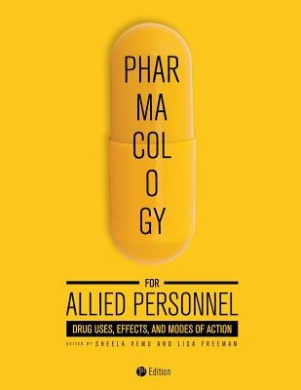 PHAR
MA
COL
O
GY
FOR
ALLIED PERSONNEL
DRUG USES, EFFECTS, AND MODES OF ACTION
EDITED BY SHEELA VEMU AND LISA FREEMAN
1st Edition